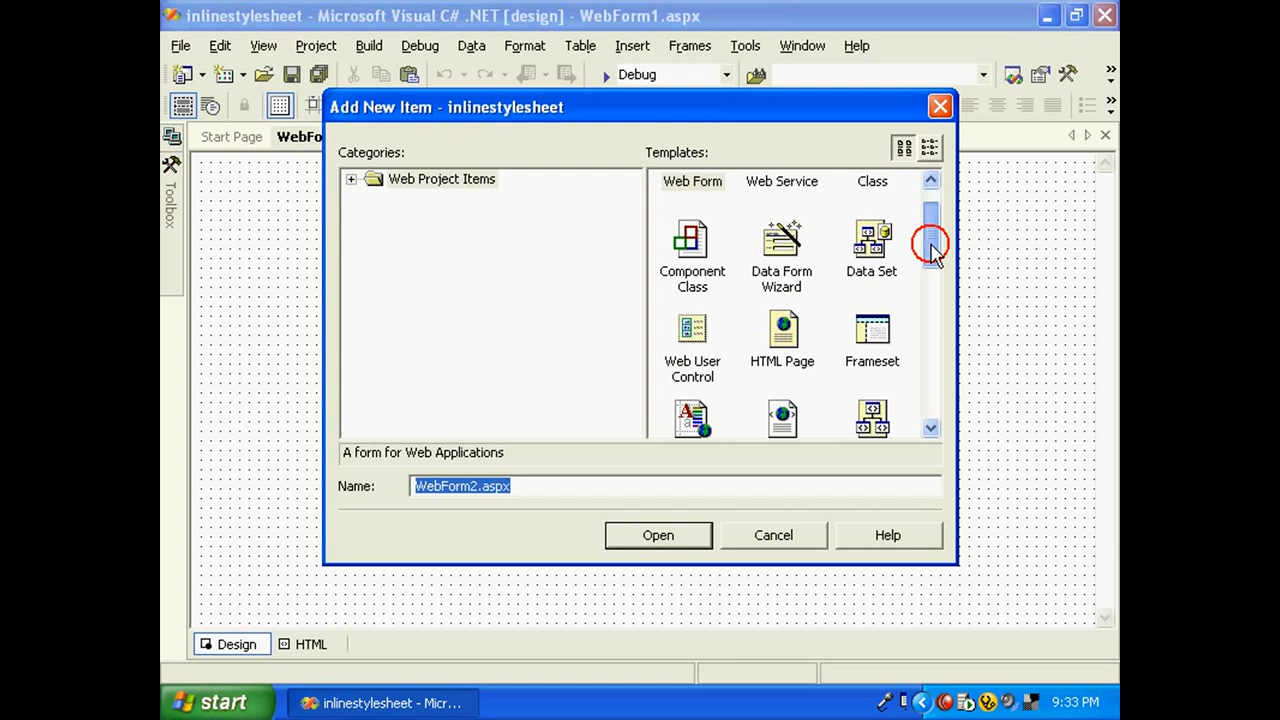 inlinestylesheet - Microsoft Visual C# .NET [design] - WebForm1.aspx
File Edit View Project Build Debug Data Format Table Insert Frames Tools Window Help
Debug
Add New Item - inlinestylesheet
Start Page WebFo
Toolbox
Categories:
Web Project Items
Templates:
Web Form Web Service Class
Component Class
Data Form Wizard
Data Set
Web User Control
HTML Page
Frameset
A form for Web Applications
Name: WebForm2.aspx
Open Cancel Help
Design HTML
start inlinestylesheet - Micr... 9:33 PM